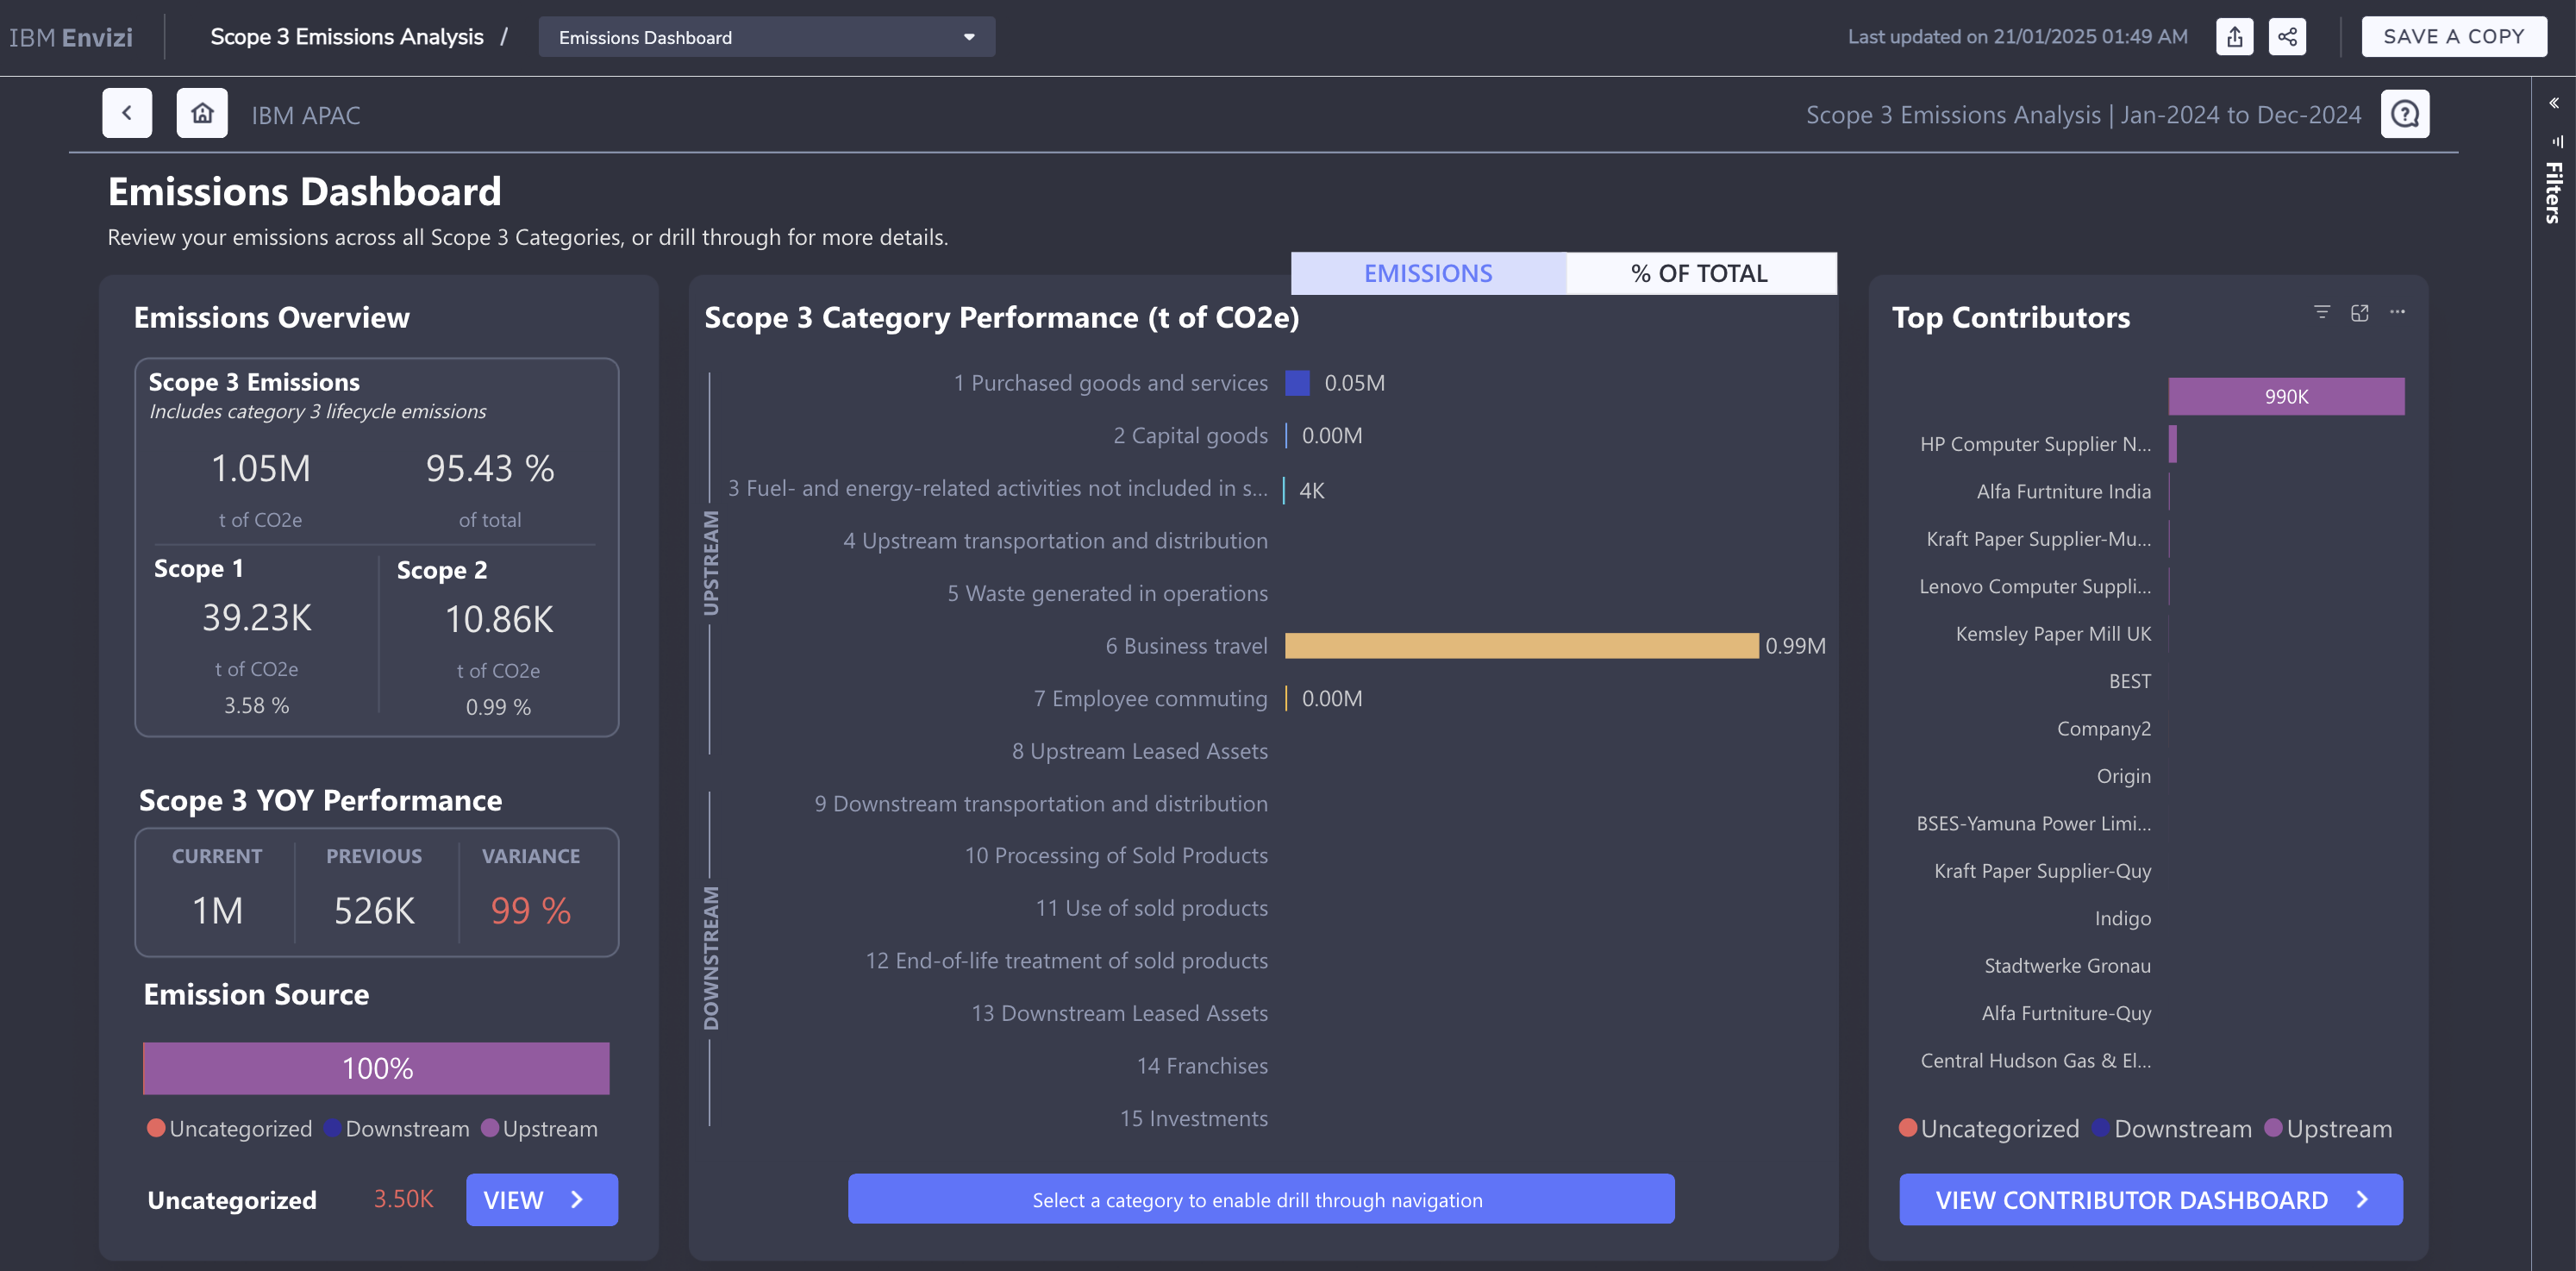 IBM Envizi
Scope 3 Emissions Analysis /
Emissions Dashboard
Last updated on 21/01/2025 01:49 AM
SAVE A COPY
IBM APAC
Scope 3 Emissions Analysis | Jan-2024 to Dec-2024
Filters
Emissions Dashboard
Review your emissions across all Scope 3 Categories, or drill through for more details.
Emissions Overview
Scope 3 Emissions
Includes category 3 lifecycle emissions
1.05M
95.43 %
t of CO2e
of total
Scope 1
Scope 2
39.23K
10.86K
t of CO2e
t of CO2e
3.58 %
0.99 %
Scope 3 YOY Performance
CURRENT
PREVIOUS
VARIANCE
1M
526K
99 %
Emission Source
100%
Uncategorized
Downstream
Upstream
Uncategorized
3.50K
VIEW
EMISSIONS
% OF TOTAL
Scope 3 Category Performance (t of CO2e)
UPSTREAM
1 Purchased goods and services
0.05M
2 Capital goods
0.00M
3 Fuel- and energy-related activities not included in s...
4K
4 Upstream transportation and distribution
5 Waste generated in operations
6 Business travel
0.99M
7 Employee commuting
0.00M
8 Upstream Leased Assets
DOWNSTREAM
9 Downstream transportation and distribution
10 Processing of Sold Products
11 Use of sold products
12 End-of-life treatment of sold products
13 Downstream Leased Assets
14 Franchises
15 Investments
Select a category to enable drill through navigation
Top Contributors
990K
HP Computer Supplier N...
Alfa Furtniture India
Kraft Paper Supplier-Mu...
Lenovo Computer Suppli...
Kemsley Paper Mill UK
BEST
Company2
Origin
BSES-Yamuna Power Limi...
Kraft Paper Supplier-Quy
Indigo
Stadtwerke Gronau
Alfa Furtniture-Quy
Central Hudson Gas & El...
Uncategorized
Downstream
Upstream
VIEW CONTRIBUTOR DASHBOARD